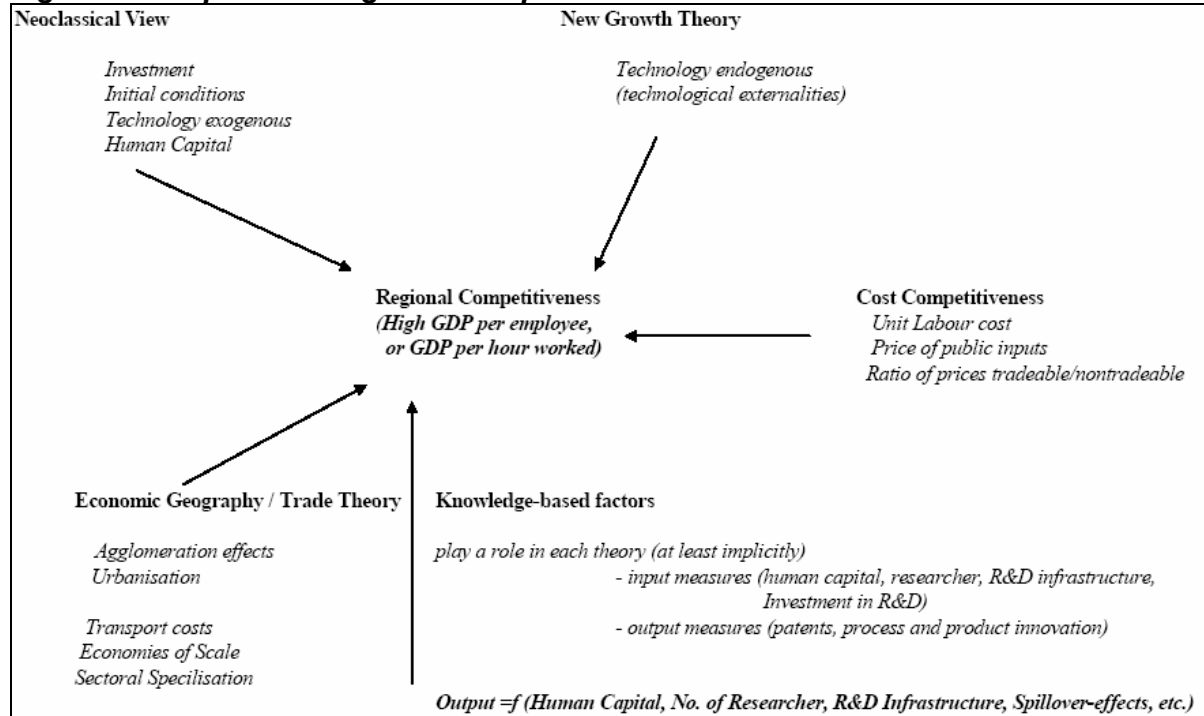 Neoclassical View
Investment
Initial conditions
Technology exogenous
Human Capital
New Growth Theory
Technology endogenous
(technological externalities)
Regional Competitiveness
(High GDP per employee,
or GDP per hour worked)
Cost Competitiveness
Unit Labour cost
Price of public inputs
Ratio of prices tradeable/nontradeable
Economic Geography / Trade Theory
Agglomeration effects
Urbanisation
Transport costs
Economies of Scale
Sectoral Specilisation
Knowledge-based factors
play a role in each theory (at least implicitly)
- input measures (human capital, researcher, R&D infrastructure,
Investment in R&D)
- output measures (patents, process and product innovation)
Output =f (Human Capital, No. of Researcher, R&D Infrastructure, Spillover-effects, etc.)